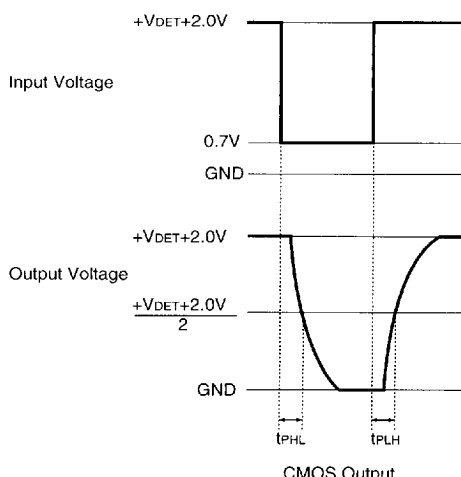 +VDET+2.0V
Input Voltage
0.7V
GND
+VDET+2.0V
Output Voltage
+VDET+2.0V
2
GND
tPHL
tPLH
CMOS Output